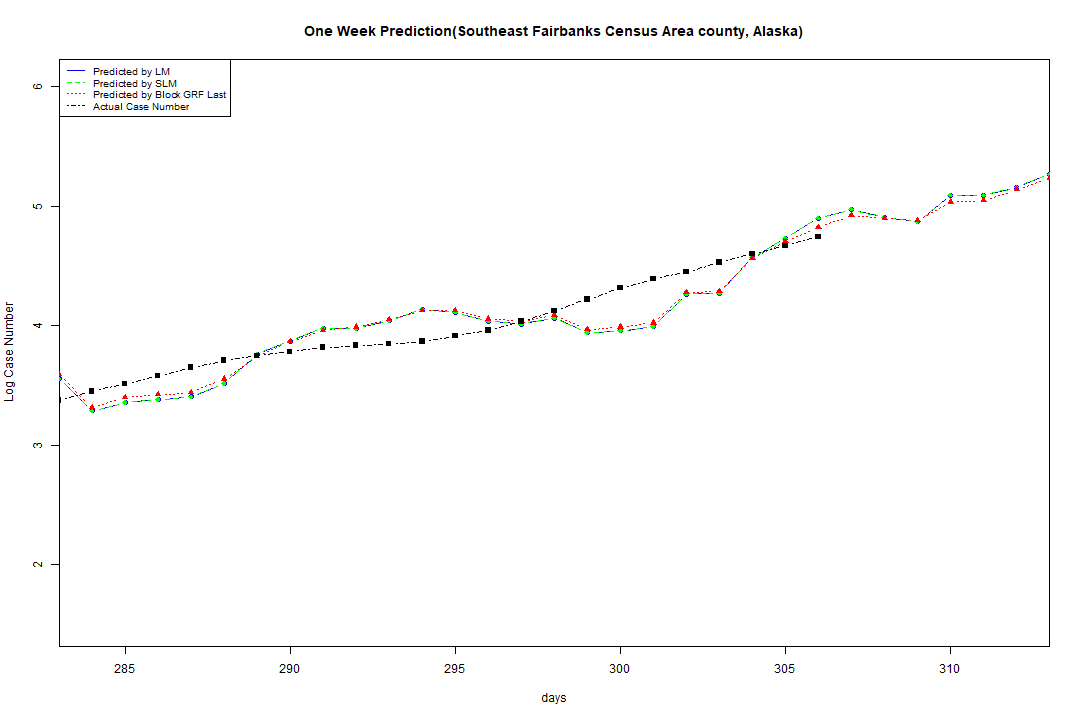 One Week Prediction(Southeast Fairbanks Census Area county, Alaska)
Predicted by LM
Predicted by SLM
Predicted by Block GRF Last
Actual Case Number
6
5
4
3
2
Log Case Number
285 290 295 300 305 310
days